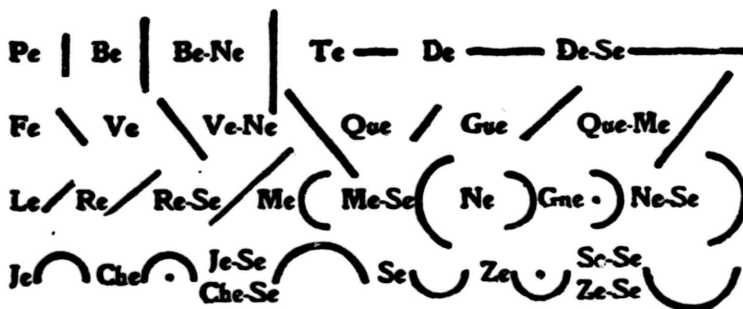 Pe Be Be-Ne Te De De-Se
Fe Ve Ve-Ne Que Gue Que-Me
Le Re Re-Se Me Me-Se Ne Gne Ne-Se
Je Che Je-Se Se Ze Se-Se
Che-Se Ze-Se